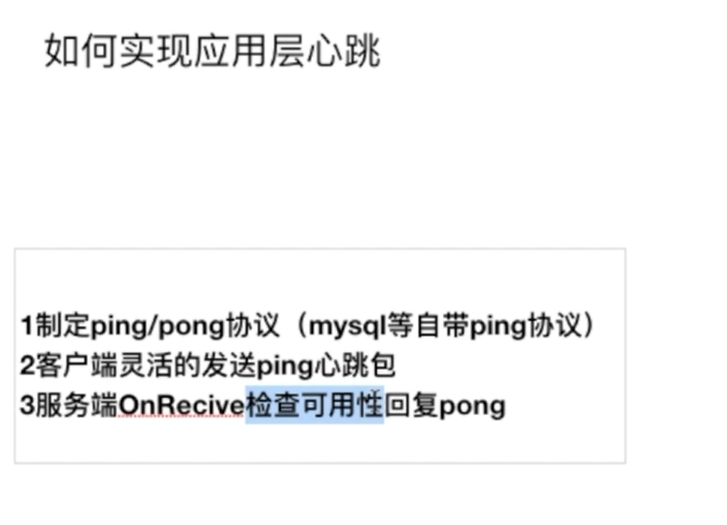 如何实现应用层心跳
1制定ping/pong协议（mysql等自带ping协议）
2客户端灵活的发送ping心跳包
3服务端OnRecive检查可用性回复pong